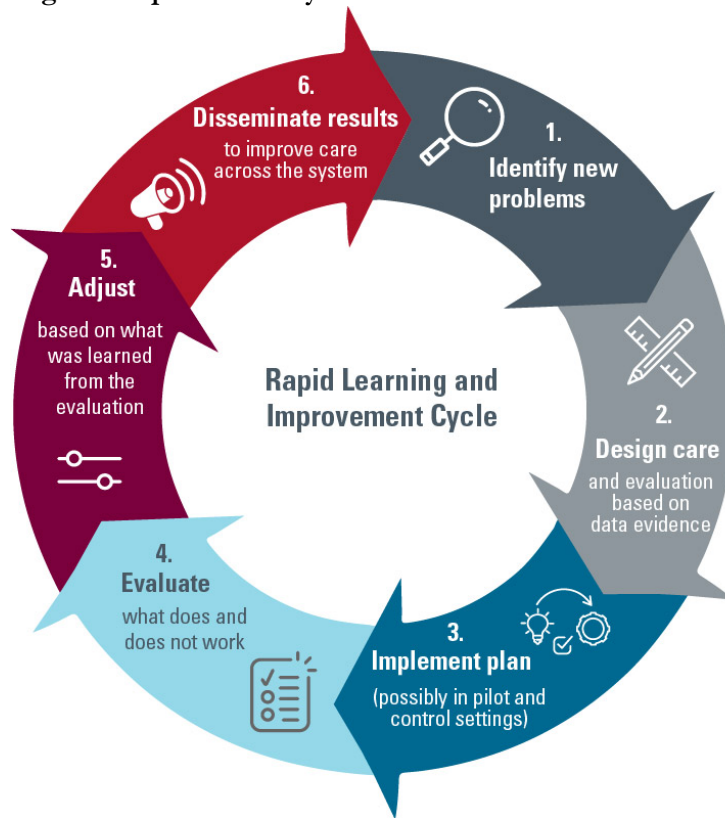 Rapid Learning and
Improvement Cycle
1.
Identify new
problems
2.
Design care
and evaluation
based on
data evidence
3.
Implement plan
(possibly in pilot and
control settings)
4.
Evaluate
what does and
does not work
5.
Adjust
based on what
was learned
from the
evaluation
6.
Disseminate results
to improve care
across the system